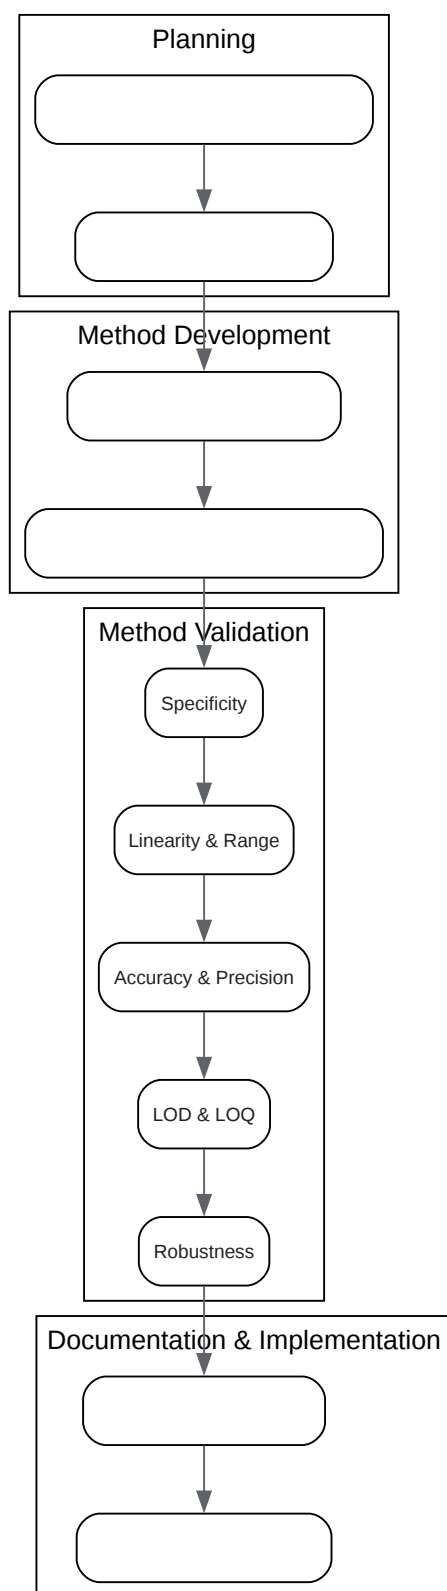 Planning
Method Development
Method Validation
Specificity
Linearity & Range
Accuracy & Precision
LOD & LOQ
Robustness
Documentation & Implementation